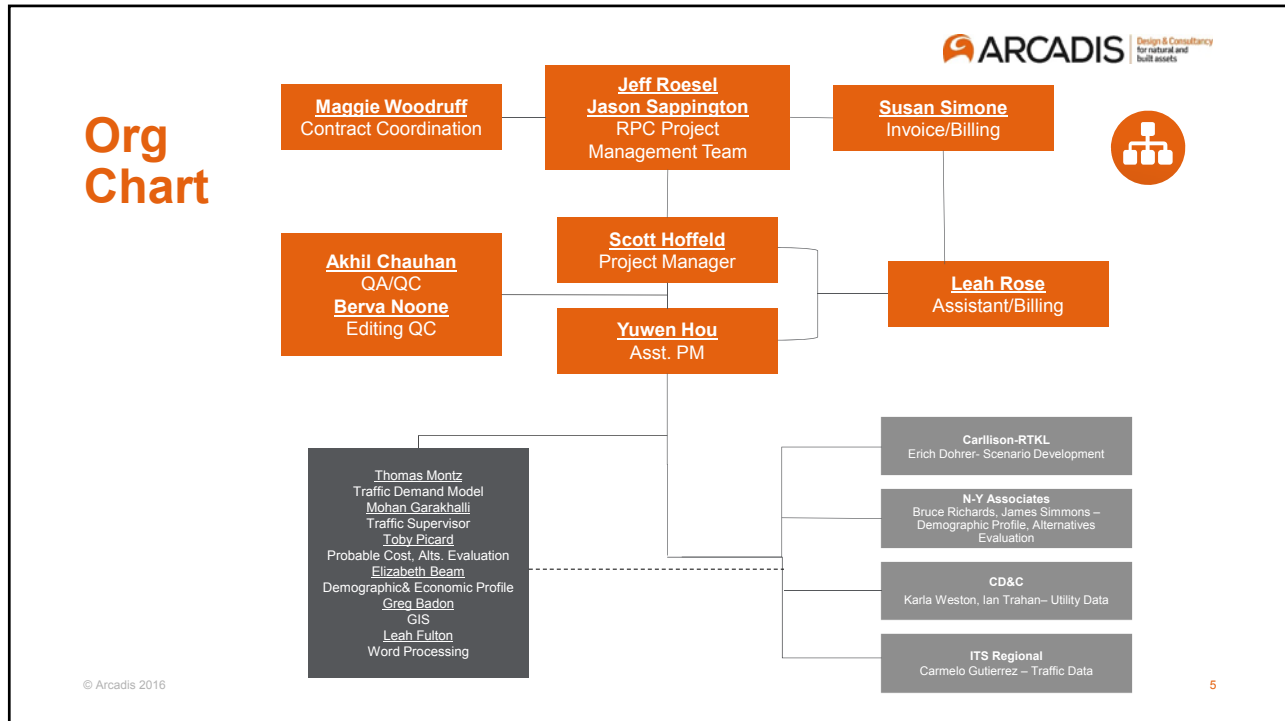 ARCADIS
Design & Consultancy
for natural and
built assets
Org
Chart
Maggie Woodruff
Contract Coordination
Jeff Roesel
Jason Sappington
RPC Project
Management Team
Susan Simone
Invoice/Billing
Akhil Chauhan
QA/QC
Berva Noone
Editing QC
Scott Hoffeld
Project Manager
Leah Rose
Assistant/Billing
Yuwen Hou
Asst. PM
Thomas Montz
Traffic Demand Model
Mohan Garakhalli
Traffic Supervisor
Toby Picard
Probable Cost, Alts. Evaluation
Elizabeth Beam
Demographic& Economic Profile
Greg Badon
GIS
Leah Fulton
Word Processing
Carllison-RTKL
Erich Dohrer- Scenario Development
N-Y Associates
Bruce Richards, James Simmons –
Demographic Profile, Alternatives
Evaluation
CD&C
Karla Weston, Ian Trahan– Utility Data
ITS Regional
Carmelo Gutierrez – Traffic Data
© Arcadis 2016
5